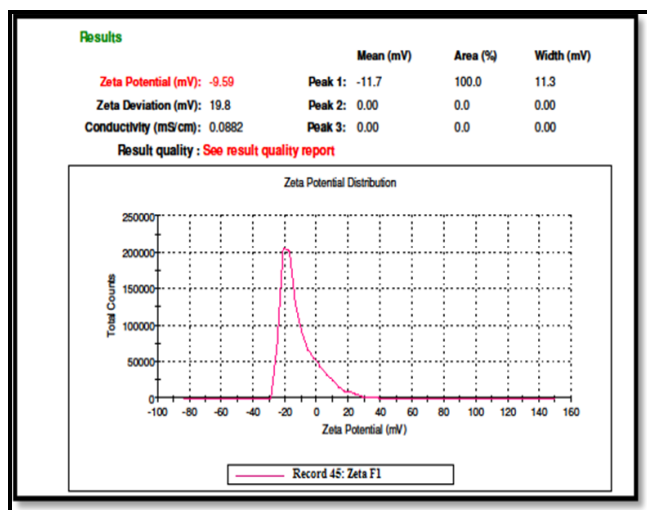 Results
Mean (mV) Area (%) Width (mV)
Zeta Potential (mV): -9.59 Peak 1: -11.7 100.0 11.3
Zeta Deviation (mV): 19.8 Peak 2: 0.00 0.0 0.00
Conductivity (mS/cm): 0.0882 Peak 3: 0.00 0.0 0.00
Result quality : See result quality report
Zeta Potential Distribution
250000
200000
150000
100000
50000
0
Total Counts
-100 -80 -60 -40 -20 0 20 40 60 80 100 120 140 160
Zeta Potential (mV)
Record 45: Zeta F1